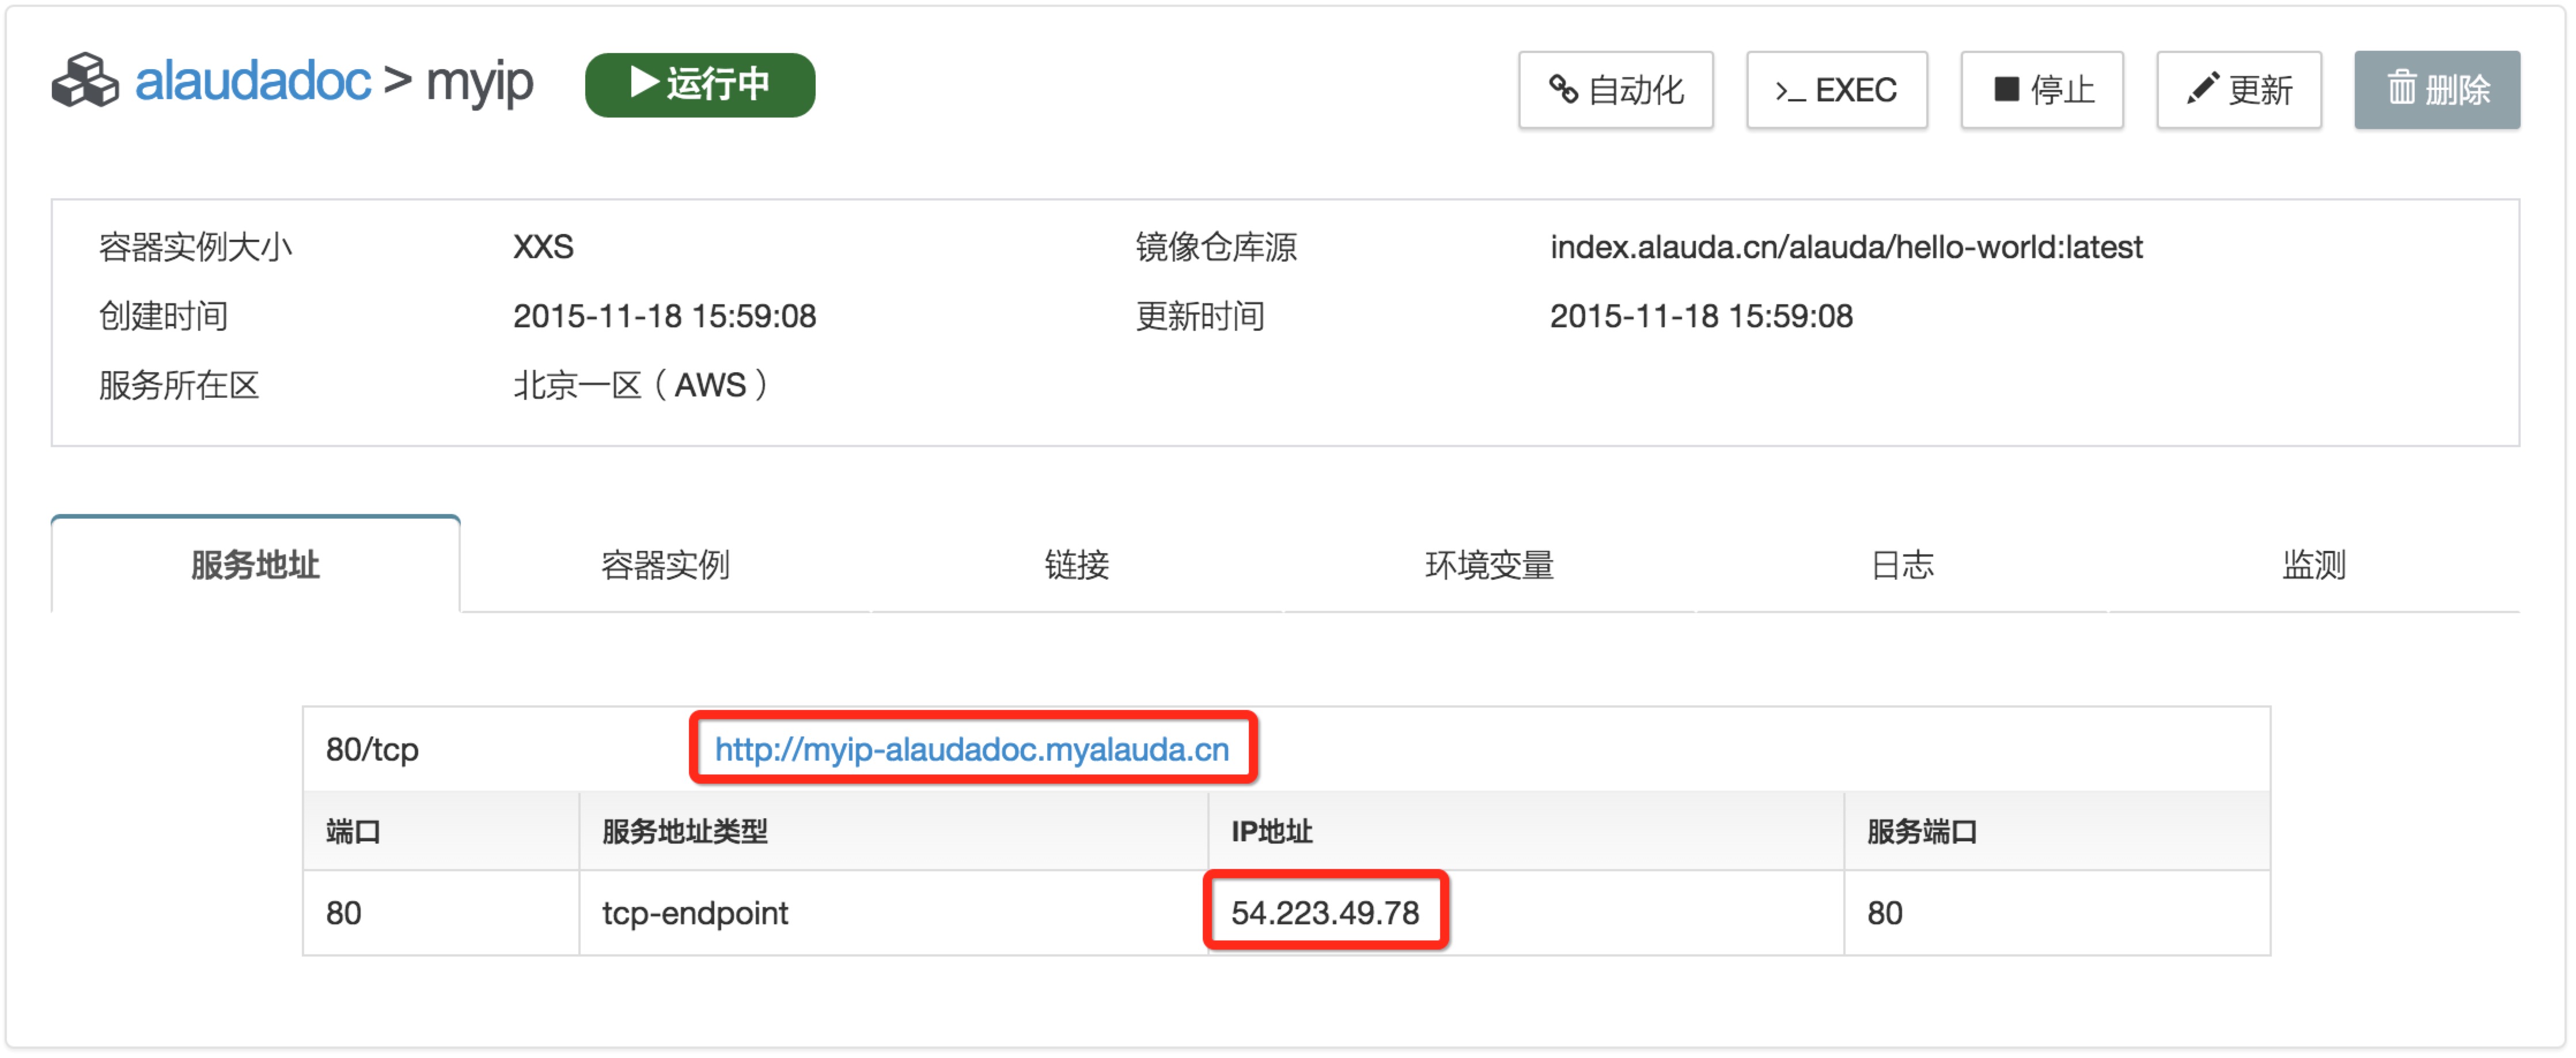 alaudadoc > myip 运行中 自动化 >_ EXEC 停止 更新 删除
容器实例大小 XXS 镜像仓库源 index.alauda.cn/alauda/hello-world:latest
创建时间 2015-11-18 15:59:08 更新时间 2015-11-18 15:59:08
服务所在区 北京一区（AWS）
服务地址 容器实例 链接 环境变量 日志 监测
80/tcp http://myip-alaudadoc.myalauda.cn
端口 服务地址类型 IP地址 服务端口
80 tcp-endpoint 54.223.49.78 80